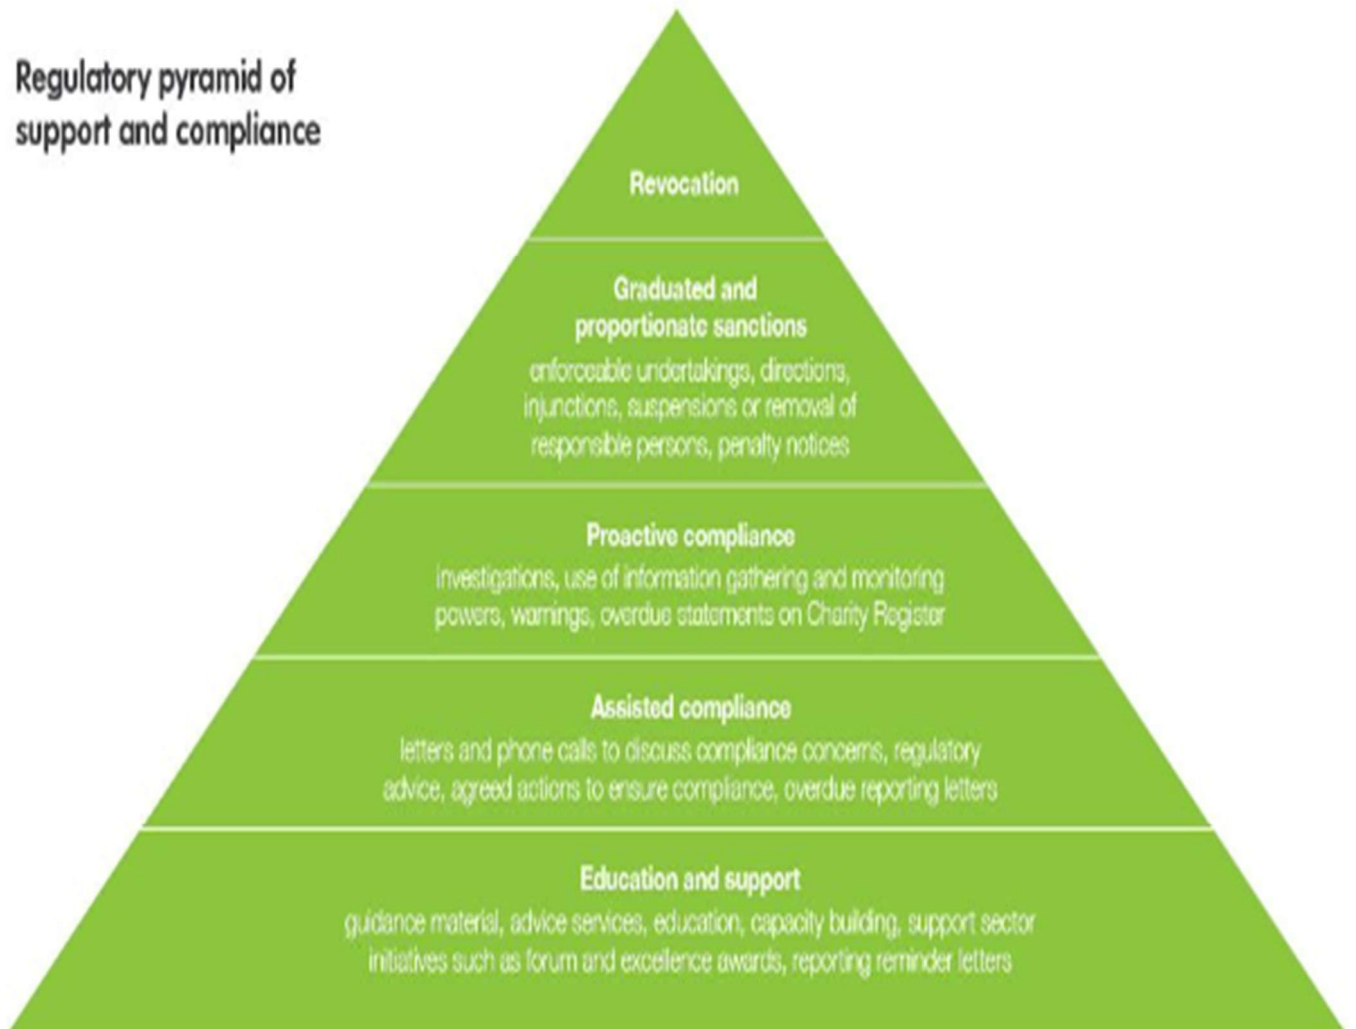 Regulatory pyramid of
support and compliance
Revocation
Graduated and
proportionate sanctions
enforceable undertakings, directions,
injunctions, suspensions or removal of
responsible persons, penalty notices
Proactive compliance
investigations, use of information gathering and monitoring
powers, warnings, overdue statements on Charity Register
Assisted compliance
letters and phone calls to discuss compliance concerns, regulatory
advice, agreed actions to ensure compliance, overdue reporting letters
Education and support
guidance material, advice services, education, capacity building, support sector
initiatives such as forum and excellence awards, reporting reminder letters